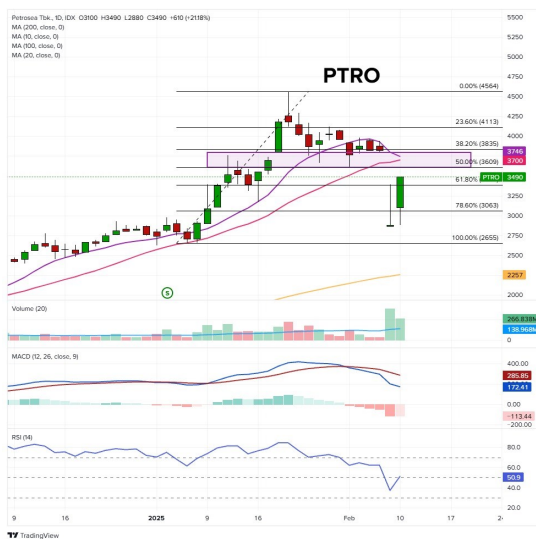 Petrosea Tbk., 1D, IDX O3100 H3490 L2880 C3490 +610 (+21.18%)
MA (200, close, 0)
MA (10, close, 0)
MA (100, close, 0)
MA (20, close, 0)
PTRO
5500
5250
5000
4750
4500
4250
4000
3750
3250
3000
2750
2500
2000
0.00% (4564)
23.60% (4113)
38.20% (3835)
3746
3700
50.00% (3609)
61.80%
PTRO 3490
78.60% (3063)
100.00% (2655)
2257
S
Volume (20)
266.838M
138.968M
0
MACD (12, 26, close, 9)
400.00
285.85
172.41
0.00
−113.44
−200.00
RSI (14)
80.0
60.0
50.9
40.0
20.0
9
16
2025
9
16
Feb
10
17
TradingView